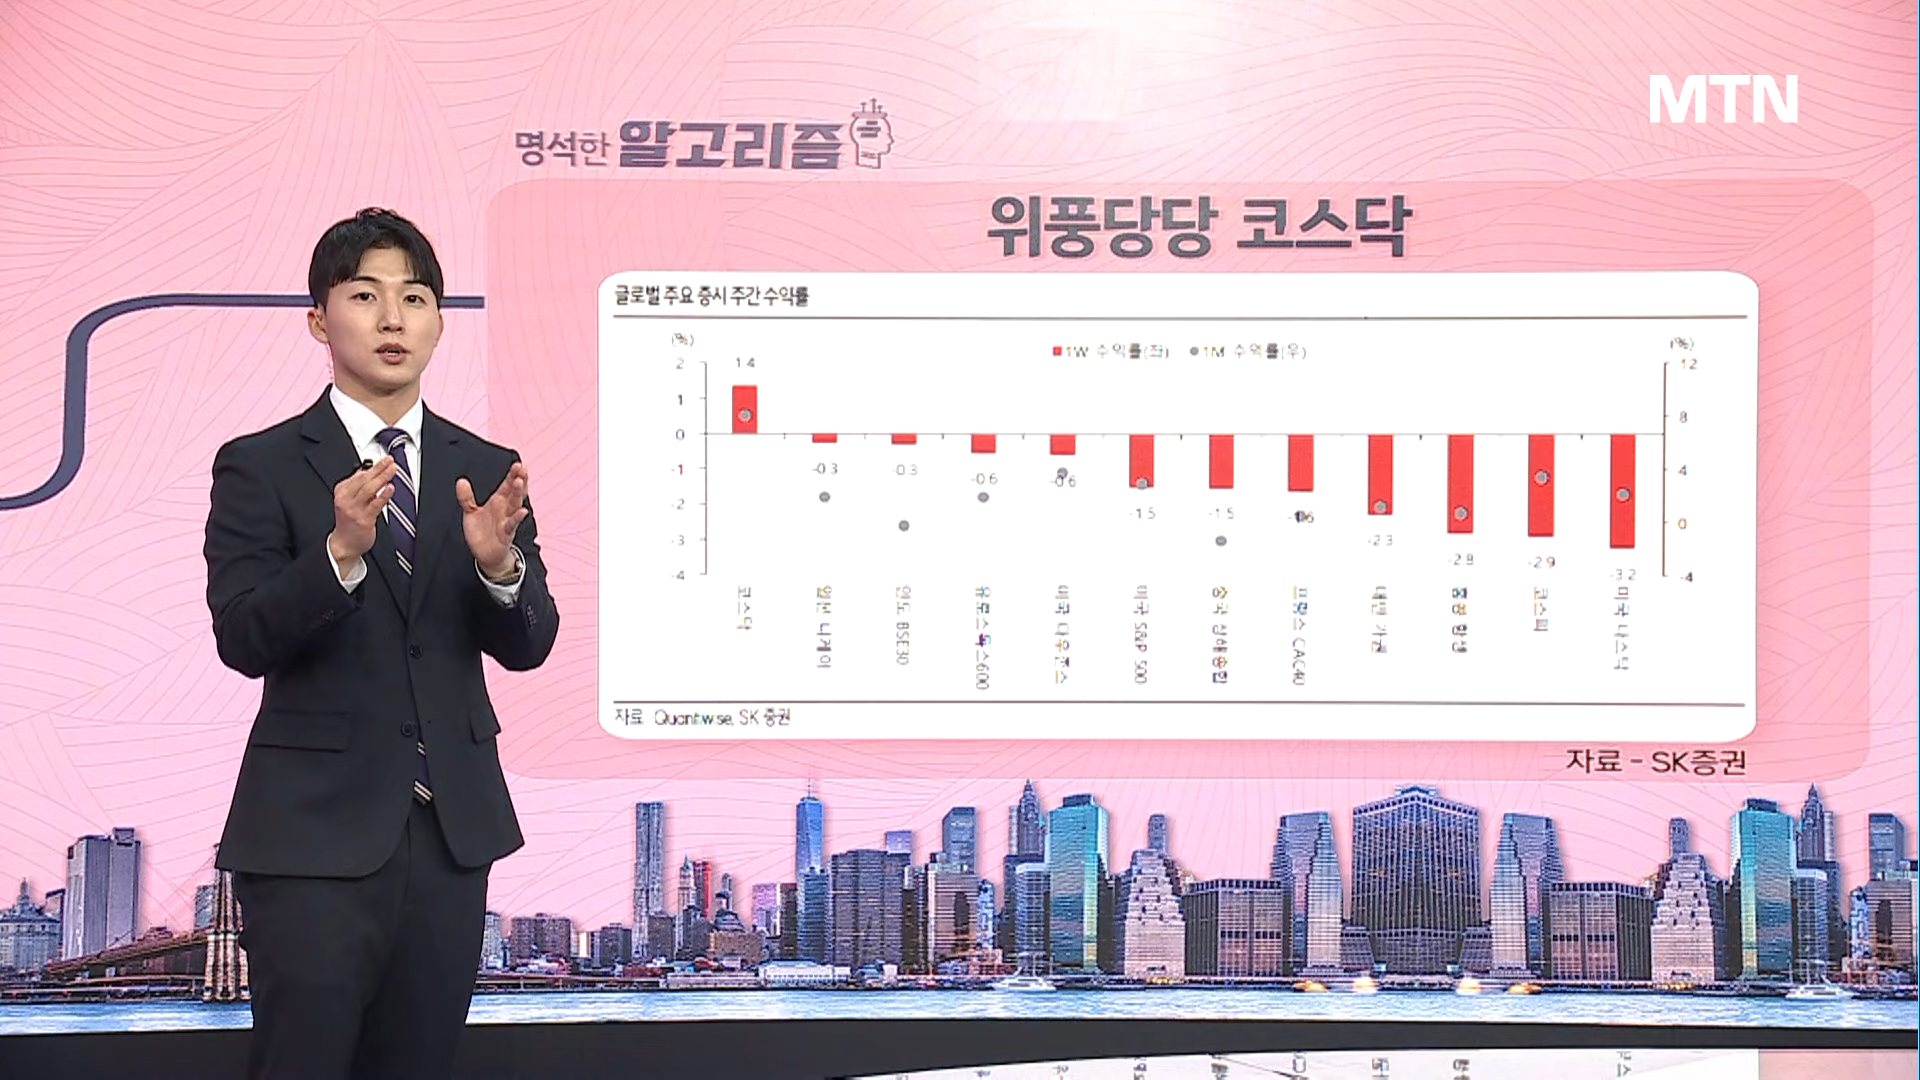 MTN
명석한 알고리즘
위풍당당 코스닥
글로벌 주요 증시 주간 수익률
(%) (%)
1W 수익률(좌) 1M 수익률(우)
2
1
0
-1
-2
-3
-4
12
8
4
0
-4
1.4
-0.3
-0.3
-0.6
-0.6
-1.5
-1.5
-1.6
-2.3
-2.8
-2.9
-3.2
코스닥
일본 니케이
인도 BSE30
유로스톡스600
미국 다우존스
미국 S&P 500
중국 상해종합
프랑스 CAC40
대만 가권
홍콩 항셍
코스피
미국 나스닥
자료 Quantiwise, SK 증권
자료 - SK증권